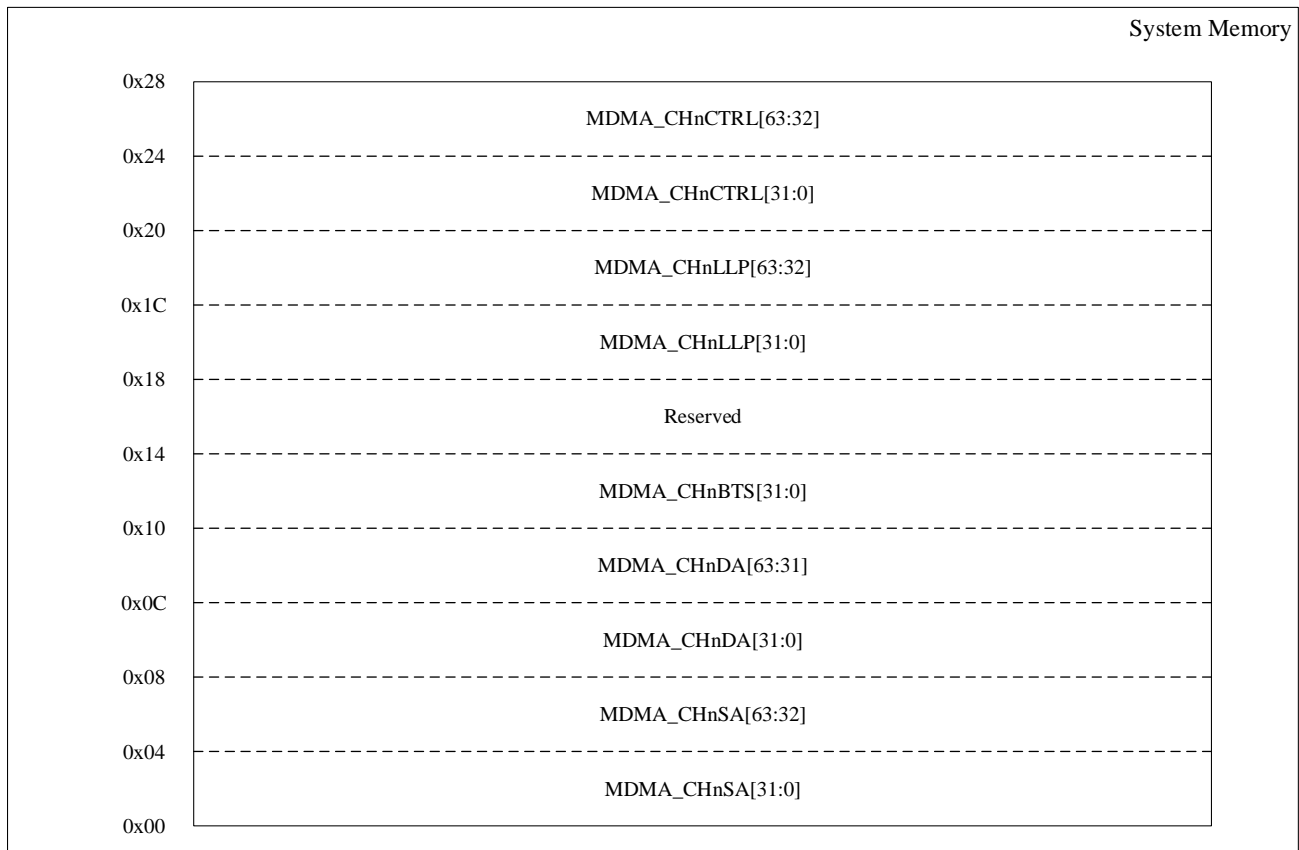 System Memory
0x28
MDMA_CHnCTRL[63:32]
0x24
MDMA_CHnCTRL[31:0]
0x20
MDMA_CHnLLP[63:32]
0x1C
MDMA_CHnLLP[31:0]
0x18
Reserved
0x14
MDMA_CHnBTS[31:0]
0x10
MDMA_CHnDA[63:31]
0x0C
MDMA_CHnDA[31:0]
0x08
MDMA_CHnSA[63:32]
0x04
MDMA_CHnSA[31:0]
0x00